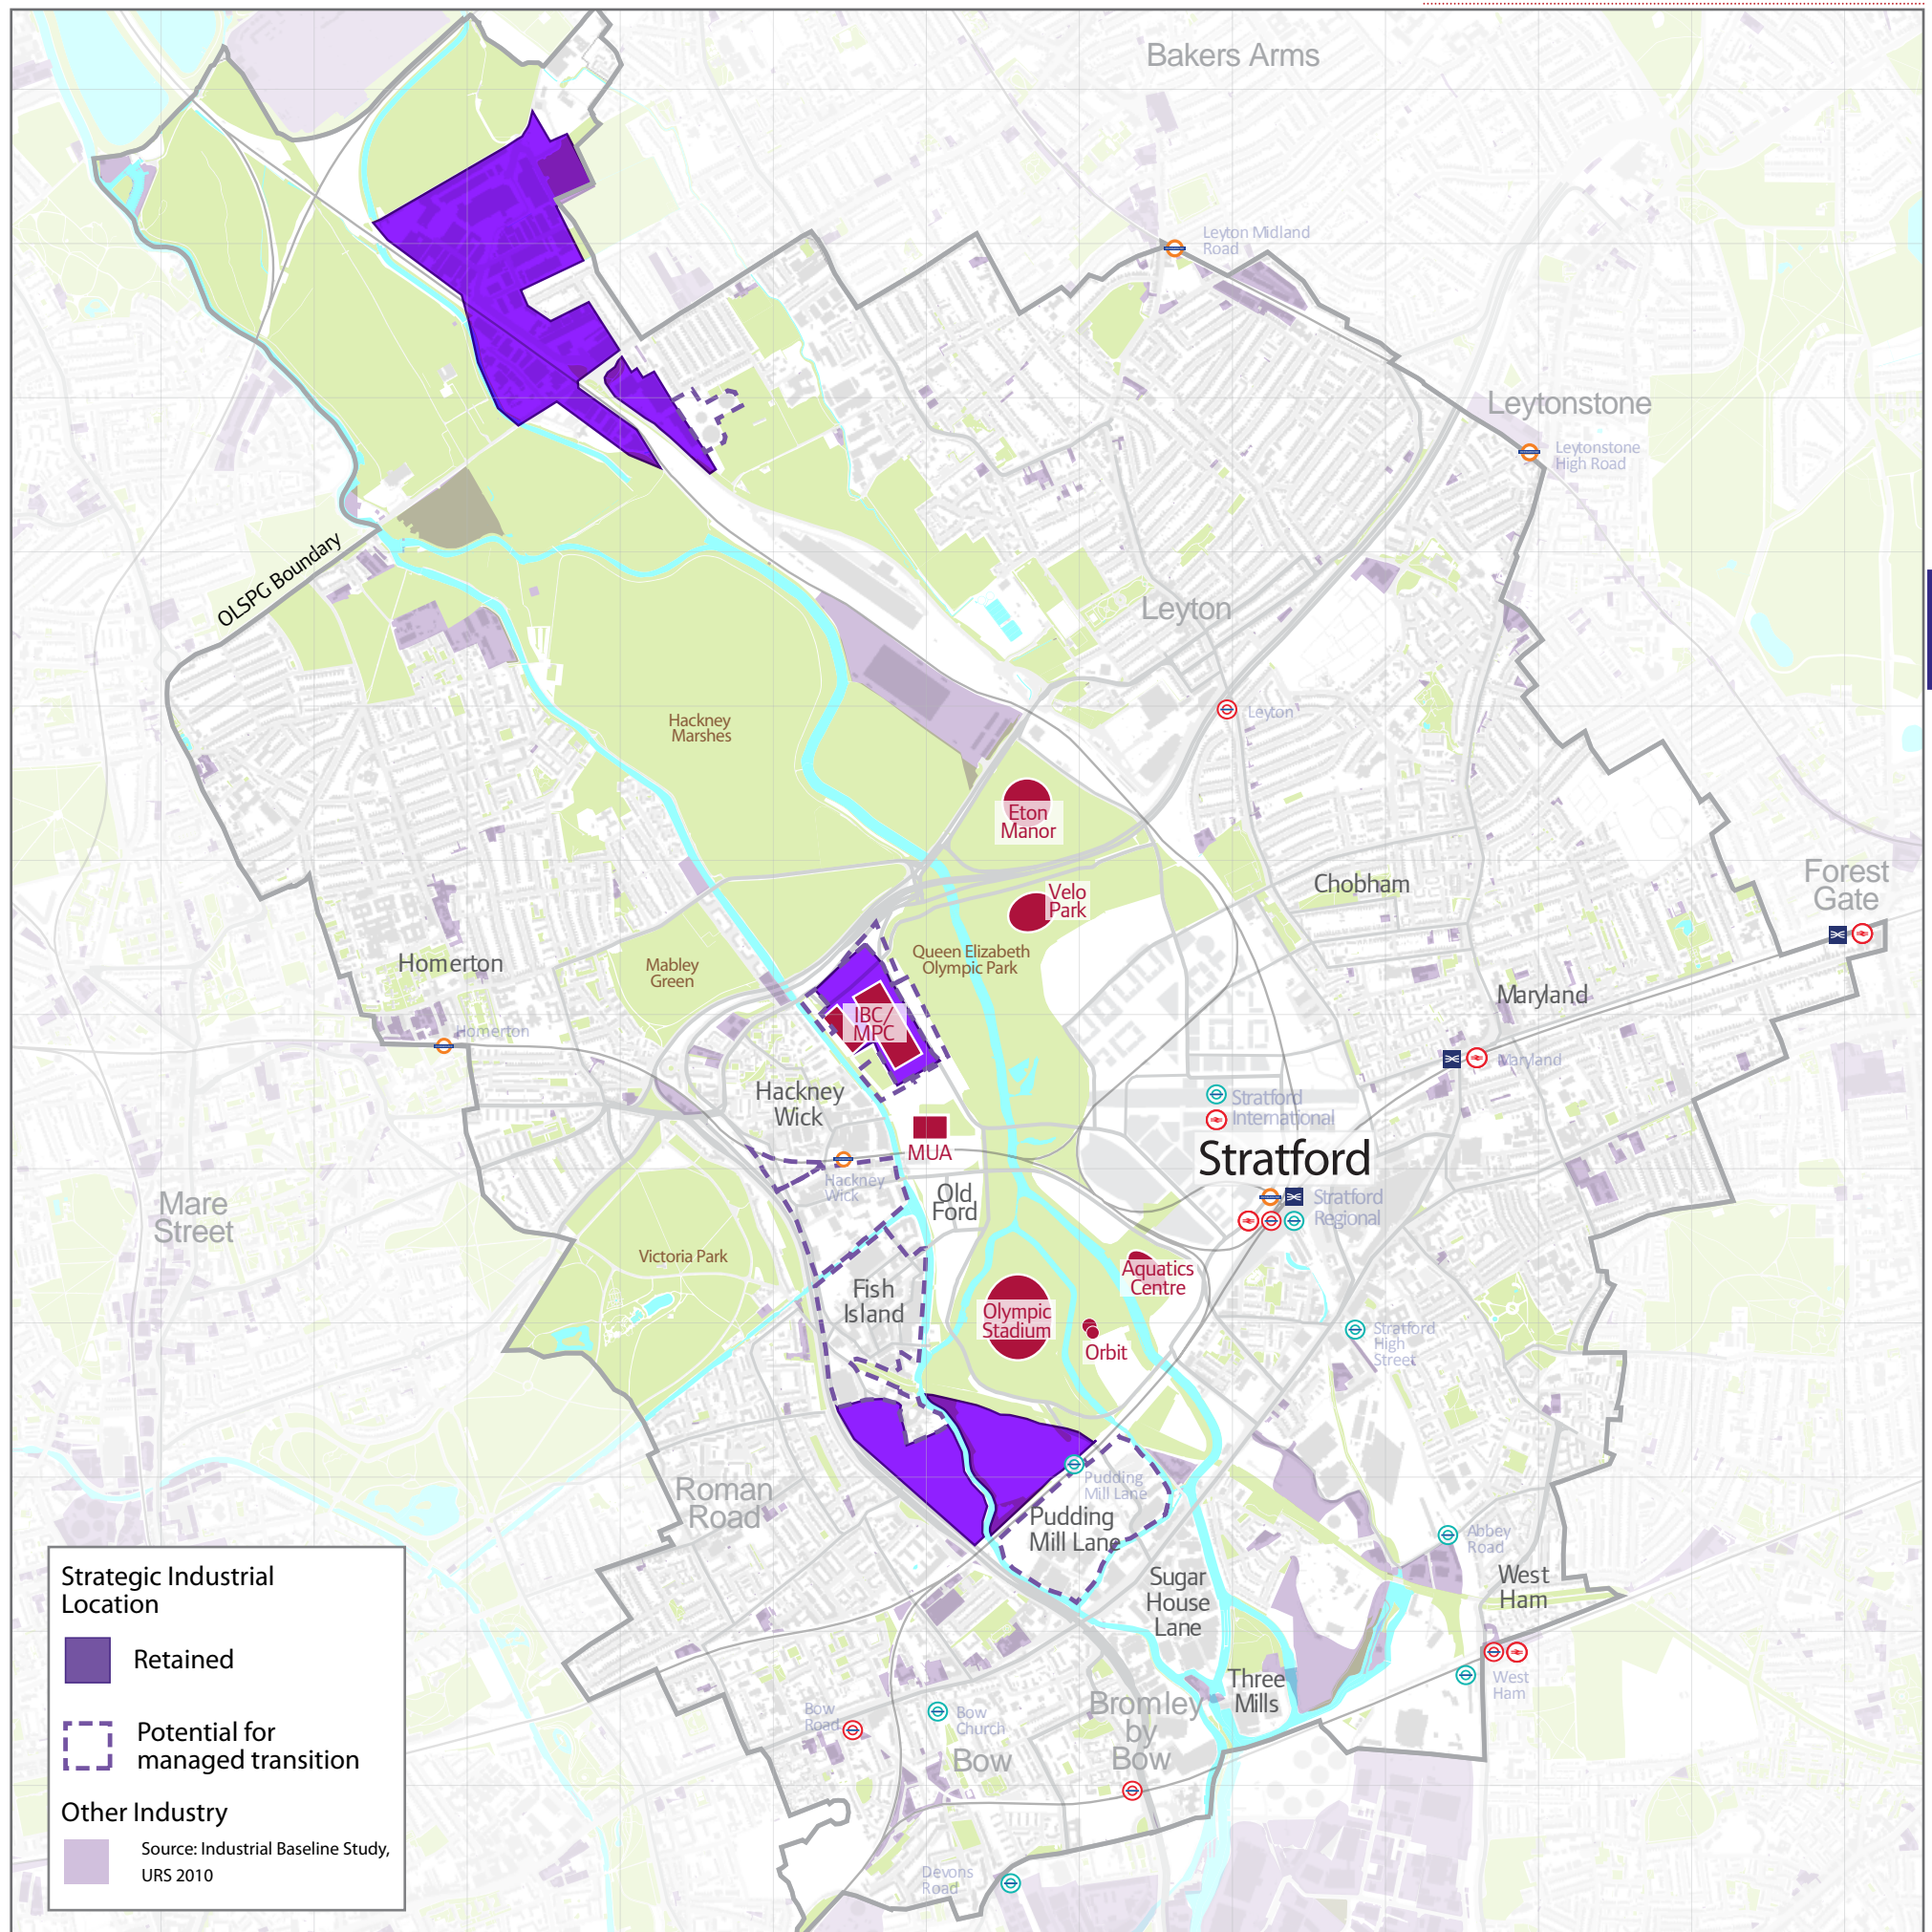 Bakers Arms
Leyton Midland
Road
Leytonstone
Leytonstone
High Road
OLSPG Boundary
Leyton
Leyton
Hackney
Marshes
Eton
Manor
Velo
Park
Chobham
Forest
Gate
Queen Elizabeth
Olympic Park
Homerton
Mabley
Green
Maryland
Homerton
IBC/
MPC
Maryland
Hackney
Wick
Stratford
International
MUA
Stratford
Hackney
Wick
Mare
Street
Old
Ford
Stratford
Regional
Victoria Park
Fish
Island
Aquatics
Centre
Olympic
Stadium
Orbit
Stratford
High
Street
Roman
Road
Pudding
Mill Lane
Pudding
Mill Lane
Abbey
Road
Sugar
House
Lane
West
Ham
Three
Mills
West
Ham
Bow
Road
Bow
Church
Bow
Bromley
by
Bow
Devons
Road
Strategic Industrial
Location
Retained
Potential for
managed transition
Other Industry
Source: Industrial Baseline Study,
URS 2010